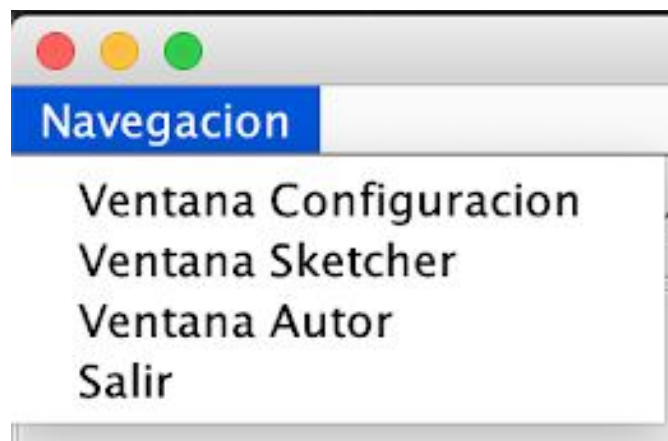 Navegacion
Ventana Configuracion
Ventana Sketcher
Ventana Autor
Salir